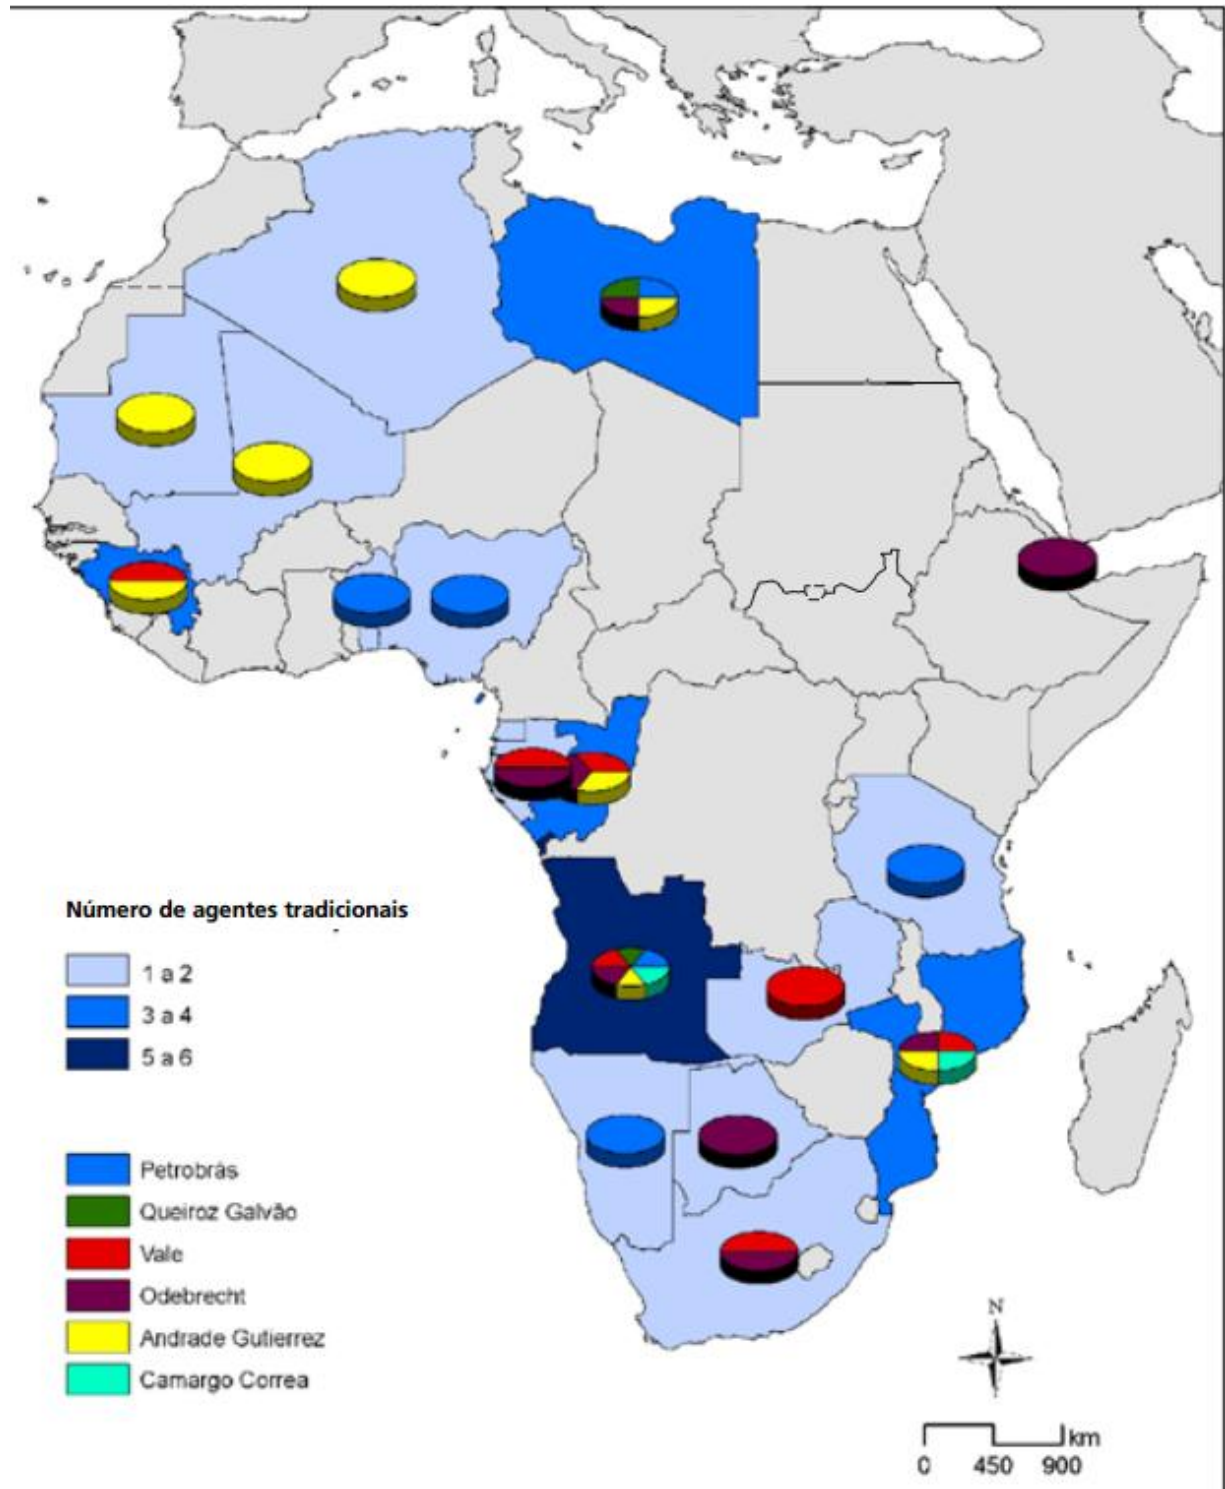 Número de agentes tradicionais
1 a 2
3 a 4
5 a 6
Petrobrás
Queiroz Galvão
Vale
Odebrecht
Andrade Gutierrez
Camargo Correa
N
km
0 450 900